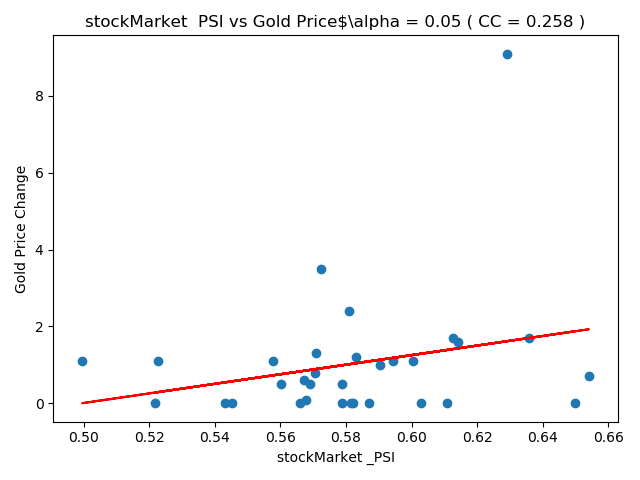 stockMarket  PSI vs Gold Price$\alpha = 0.05 ( CC = 0.258 )
8
6
4
2
0
Gold Price Change
0.50 0.52 0.54 0.56 0.58 0.60 0.62 0.64 0.66
stockMarket _PSI